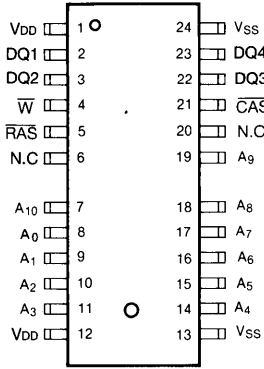 VDD 1 24 VSS
DQ1 2 23 DQ4
DQ2 3 22 DQ3
W̅ 4 21 C̅A̅S̅
R̅A̅S̅ 5 20 N.C
N.C 6 19 A9
A10 7 18 A8
A0 8 17 A7
A1 9 16 A6
A2 10 15 A5
A3 11 14 A4
VDD 12 13 VSS